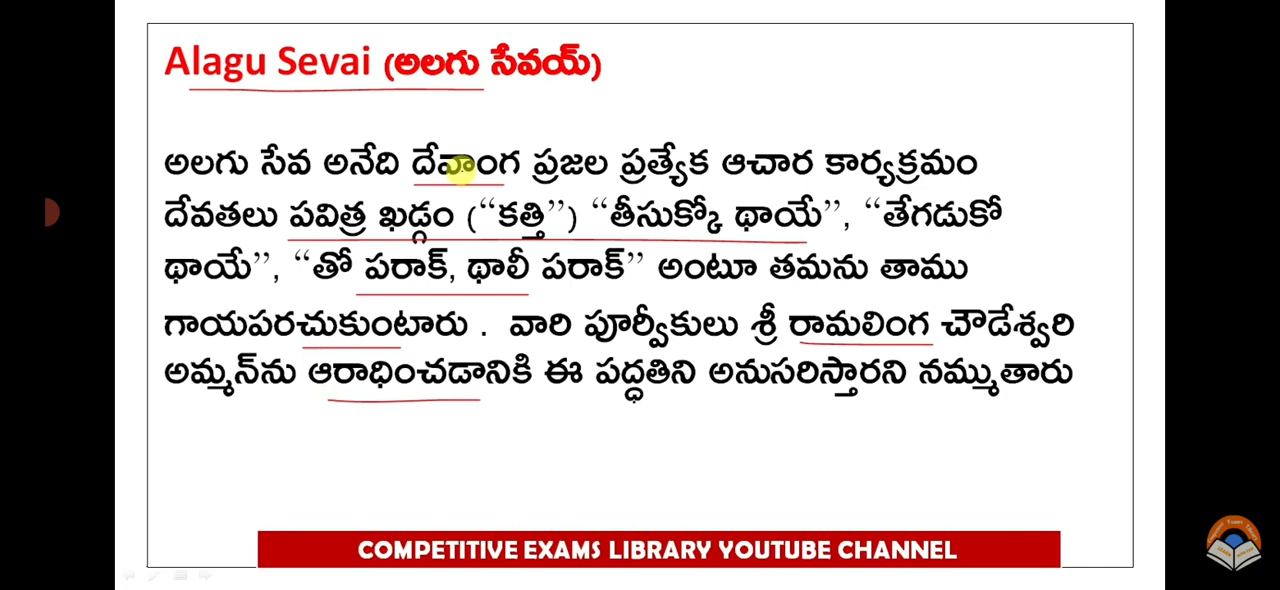 Alagu Sevai (అలగు సేవయ్)
అలగు సేవ అనేది దేవాంగ ప్రజల ప్రత్యేక ఆచార కార్యక్రమం
దేవతలు పవిత్ర ఖడ్గం (“కత్తి”) “తీసుక్కో థాయే”, “తేగడుకో
థాయే”, “తో పరాక్, థాలీ పరాక్” అంటూ తమను తాము
గాయపరచుకుంటారు . వారి పూర్వీకులు శ్రీ రామలింగ చౌడేశ్వరి
అమ్మన్‌ను ఆరాధించడానికి ఈ పద్ధతిని అనుసరిస్తారని నమ్ముతారు
COMPETITIVE EXAMS LIBRARY YOUTUBE CHANNEL